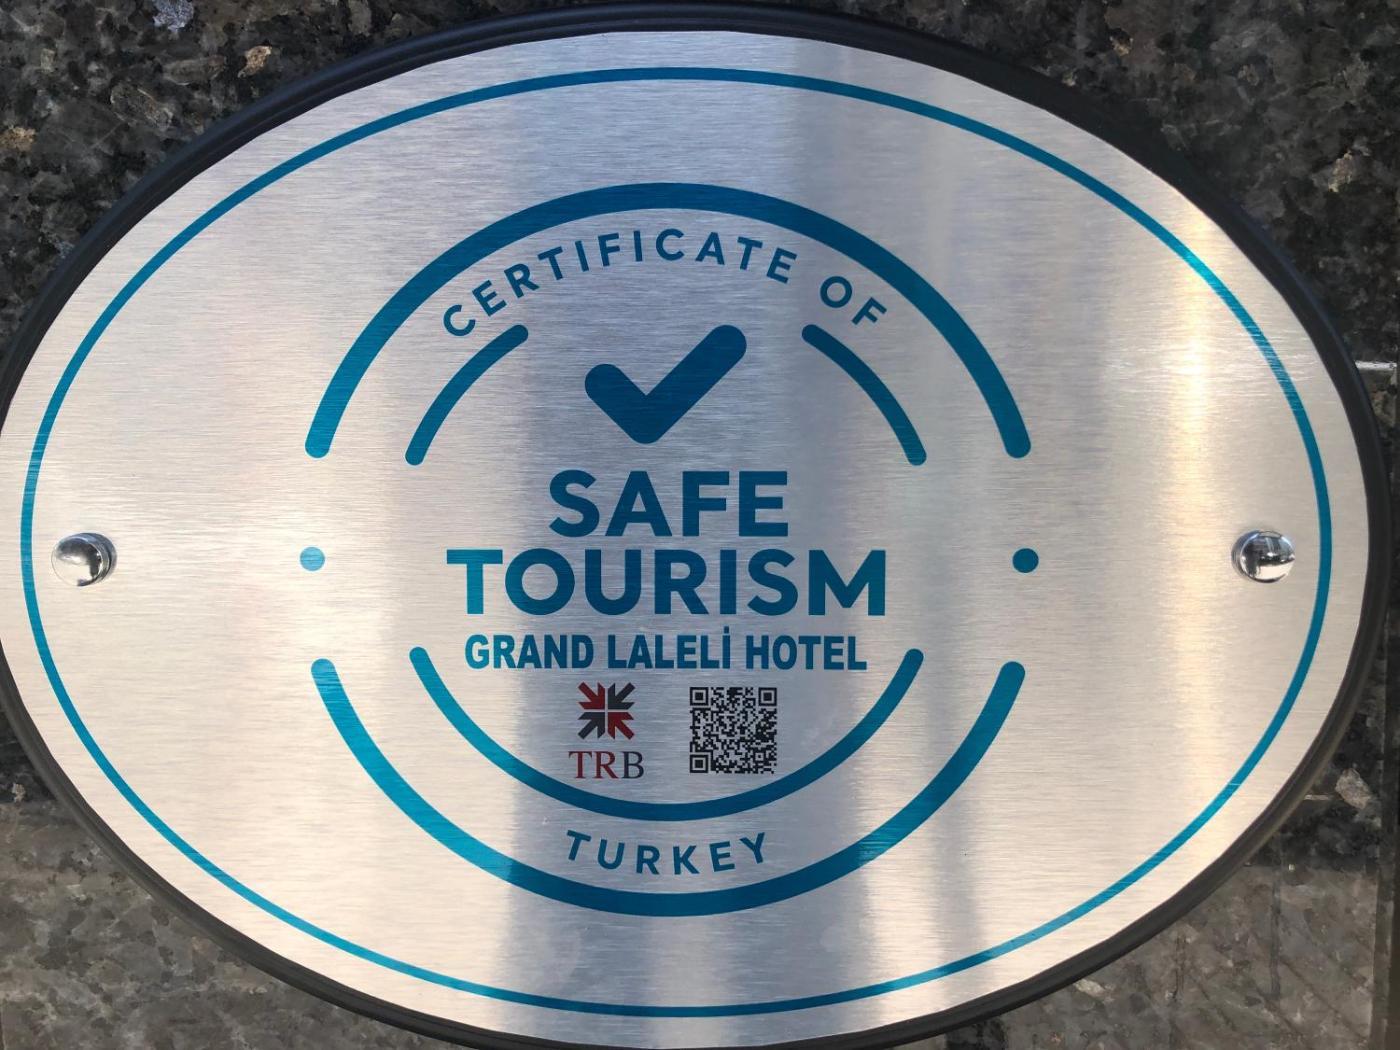 CERTIFICATE OF
SAFE
TOURISM
GRAND LALELİ HOTEL
TRB
TURKEY